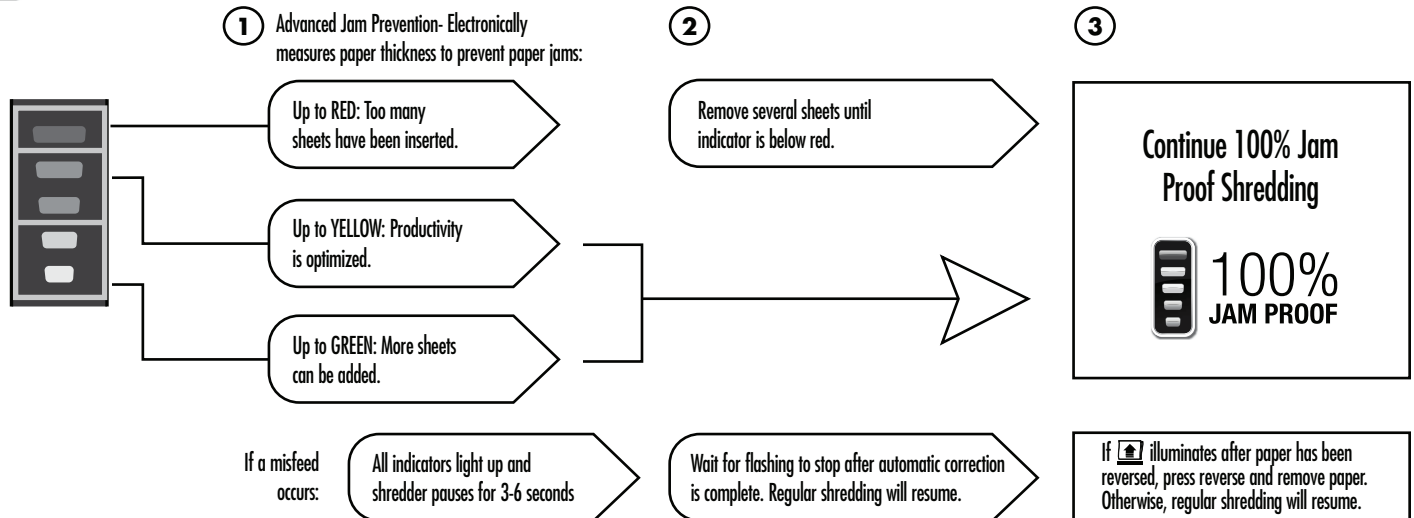 1
Advanced Jam Prevention- Electronically
measures paper thickness to prevent paper jams:
2
3
Up to RED: Too many
sheets have been inserted.
Remove several sheets until
indicator is below red.
Continue 100% Jam
Proof Shredding
100%
JAM PROOF
Up to YELLOW: Productivity
is optimized.
Up to GREEN: More sheets
can be added.
If a misfeed
occurs:
All indicators light up and
shredder pauses for 3-6 seconds
Wait for flashing to stop after automatic correction
is complete. Regular shredding will resume.
If illuminates after paper has been
reversed, press reverse and remove paper.
Otherwise, regular shredding will resume.